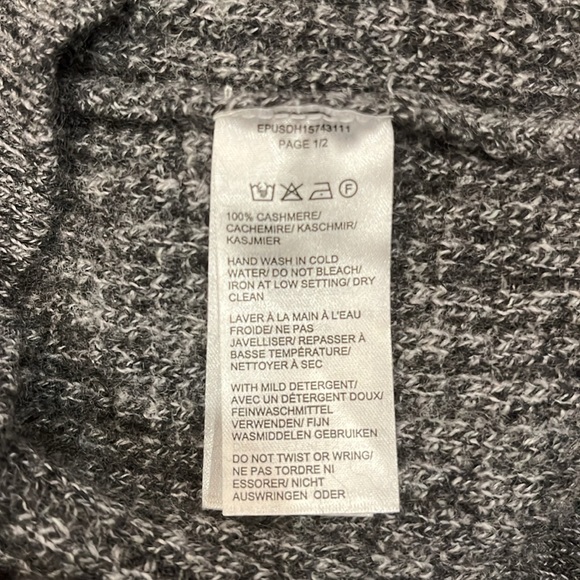 EPUSDH15743111
PAGE 1/2
F
100% CASHMERE/
CACHEMIRE/ KASCHMIR/
KASJMIER
HAND WASH IN COLD
WATER/ DO NOT BLEACH/
IRON AT LOW SETTING/ DRY
CLEAN
LAVER À LA MAIN À L'EAU
FROIDE/ NE PAS
JAVELLISER/ REPASSER À
BASSE TEMPÉRATURE/
NETTOYER À SEC
WITH MILD DETERGENT/
AVEC UN DÉTERGENT DOUX/
FEINWASCHMITTEL
VERWENDEN/ FIJN
WASMIDDELEN GEBRUIKEN
DO NOT TWIST OR WRING/
NE PAS TORDRE NI
ESSORER/ NICHT
AUSWRINGEN ODER